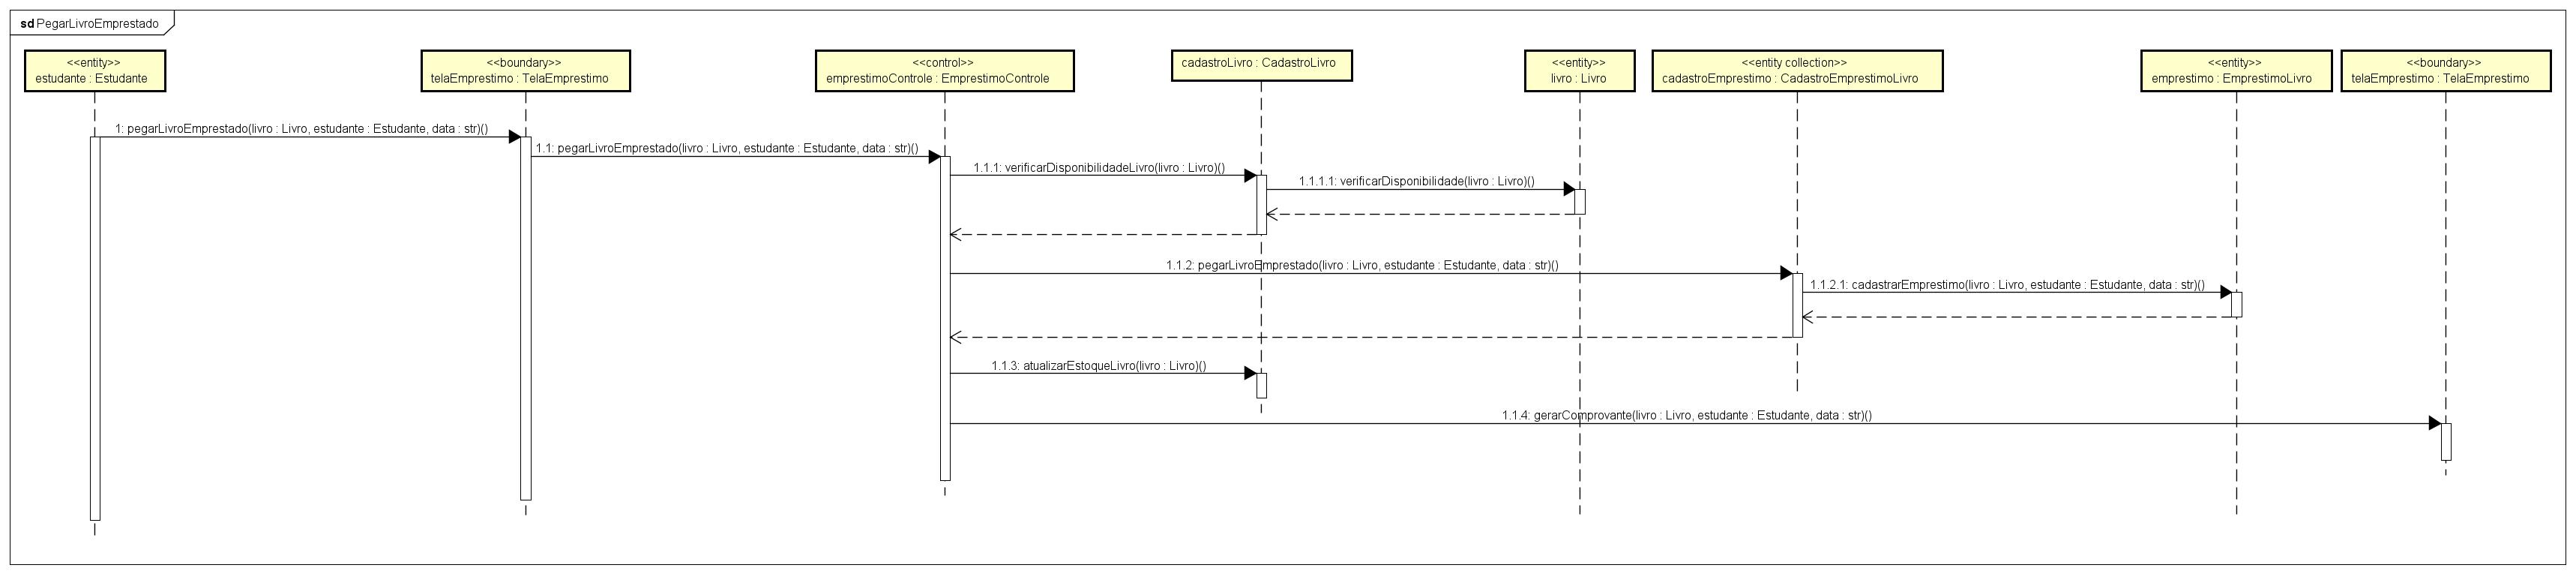 sd PegarLivroEmprestado
<<entity>>
estudante : Estudante
<<boundary>>
telaEmprestimo : TelaEmprestimo
<<control>>
emprestimoControle : EmprestimoControle
cadastroLivro : CadastroLivro
<<entity>>
livro : Livro
<<entity collection>>
cadastroEmprestimo : CadastroEmprestimoLivro
<<entity>>
emprestimo : EmprestimoLivro
<<boundary>>
telaEmprestimo : TelaEmprestimo
1: pegarLivroEmprestado(livro : Livro, estudante : Estudante, data : str)()
1.1: pegarLivroEmprestado(livro : Livro, estudante : Estudante, data : str)()
1.1.1: verificarDisponibilidadeLivro(livro : Livro)()
1.1.1.1: verificarDisponibilidade(livro : Livro)()
1.1.2: pegarLivroEmprestado(livro : Livro, estudante : Estudante, data : str)()
1.1.2.1: cadastrarEmprestimo(livro : Livro, estudante : Estudante, data : str)()
1.1.3: atualizarEstoqueLivro(livro : Livro)()
1.1.4: gerarComprovante(livro : Livro, estudante : Estudante, data : str)()